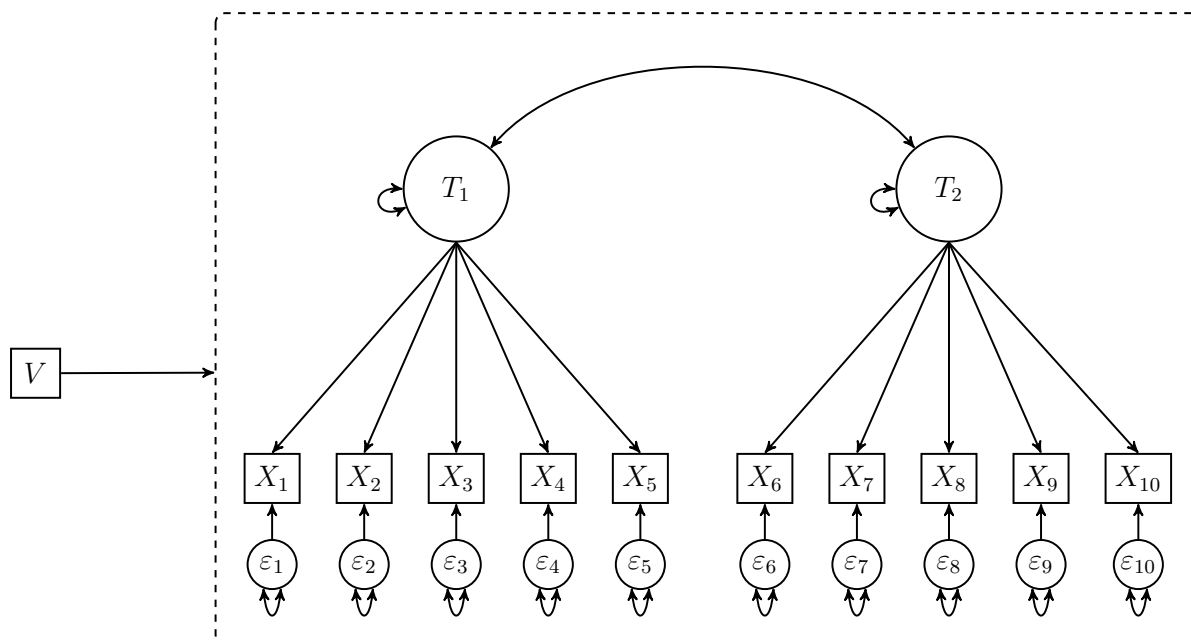 T₁ T₂
V
X₁ X₂ X₃ X₄ X₅ X₆ X₇ X₈ X₉ X₁₀
ε₁ ε₂ ε₃ ε₄ ε₅ ε₆ ε₇ ε₈ ε₉ ε₁₀